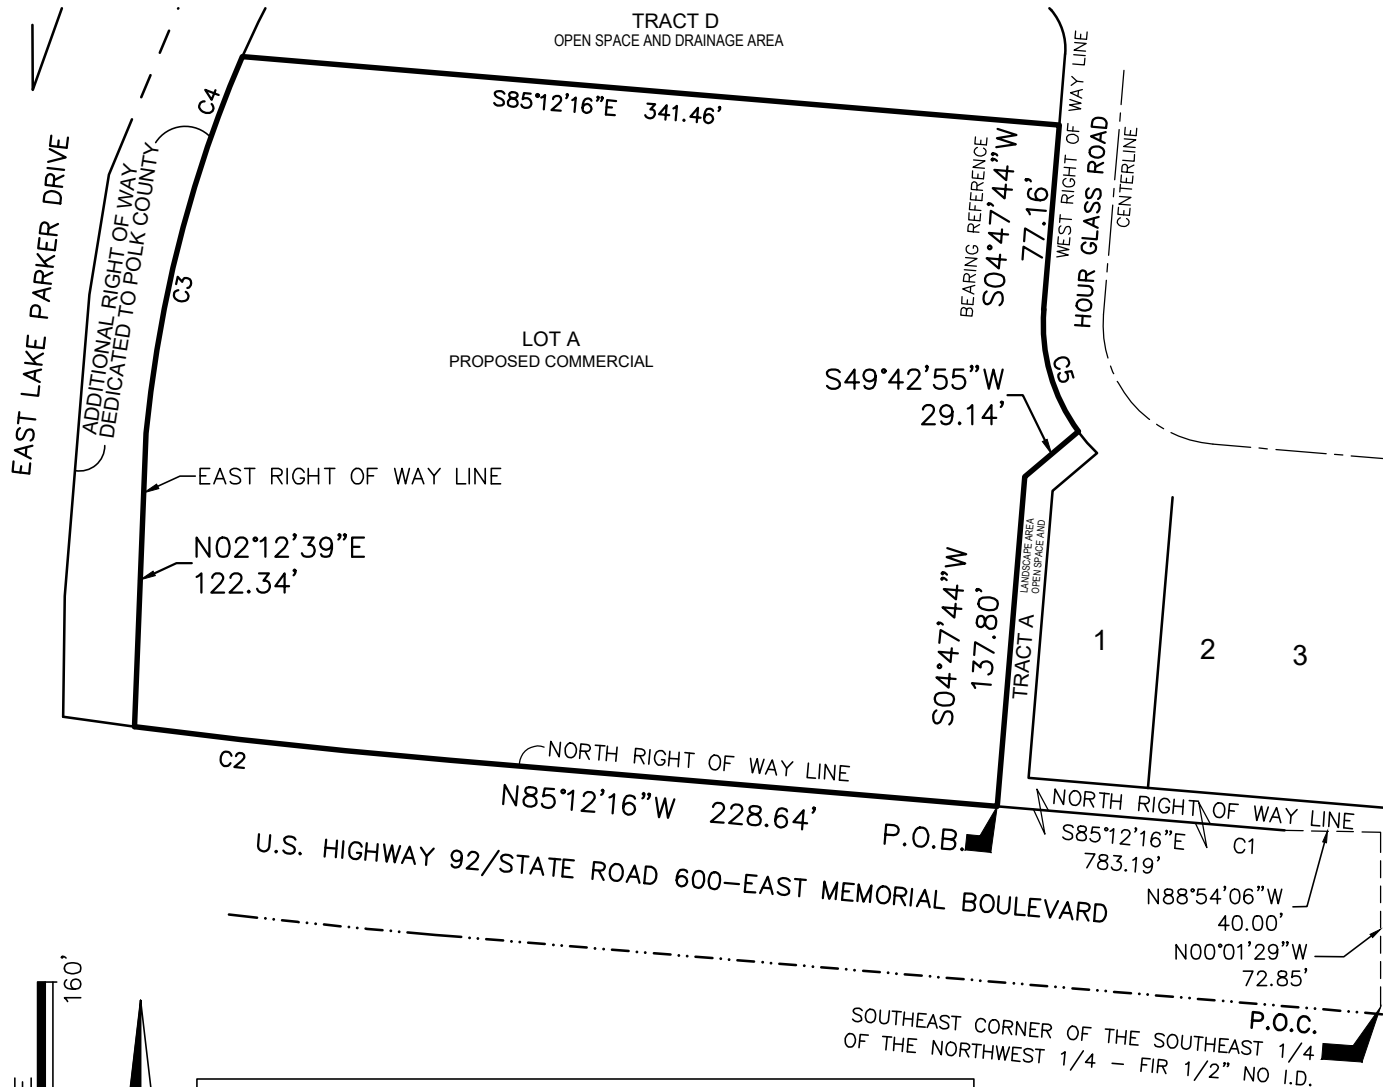 TRACT D
OPEN SPACE AND DRAINAGE AREA
S85°12'16"E 341.46'
C4
EAST LAKE PARKER DRIVE
ADDITIONAL RIGHT OF WAY
DEDICATED TO POLK COUNTY
C3
LOT A
PROPOSED COMMERCIAL
BEARING REFERENCE
S04°47'44"W
77.16'
WEST RIGHT OF WAY LINE
HOUR GLASS ROAD
CENTERLINE
C5
S49°42'55"W
29.14'
EAST RIGHT OF WAY LINE
N02°12'39"E
122.34'
S04°47'44"W
137.80'
TRACT A
LANDSCAPE AREA
OPEN SPACE AND
1
2
3
C2
NORTH RIGHT OF WAY LINE
N85°12'16"W 228.64'
P.O.B.
NORTH RIGHT OF WAY LINE
S85°12'16"E
783.19'
C1
U.S. HIGHWAY 92/STATE ROAD 600-EAST MEMORIAL BOULEVARD
N88°54'06"W
40.00'
N00°01'29"W
72.85'
P.O.C.
SOUTHEAST CORNER OF THE SOUTHEAST 1/4
OF THE NORTHWEST 1/4 - FIR 1/2" NO I.D.
160'
E